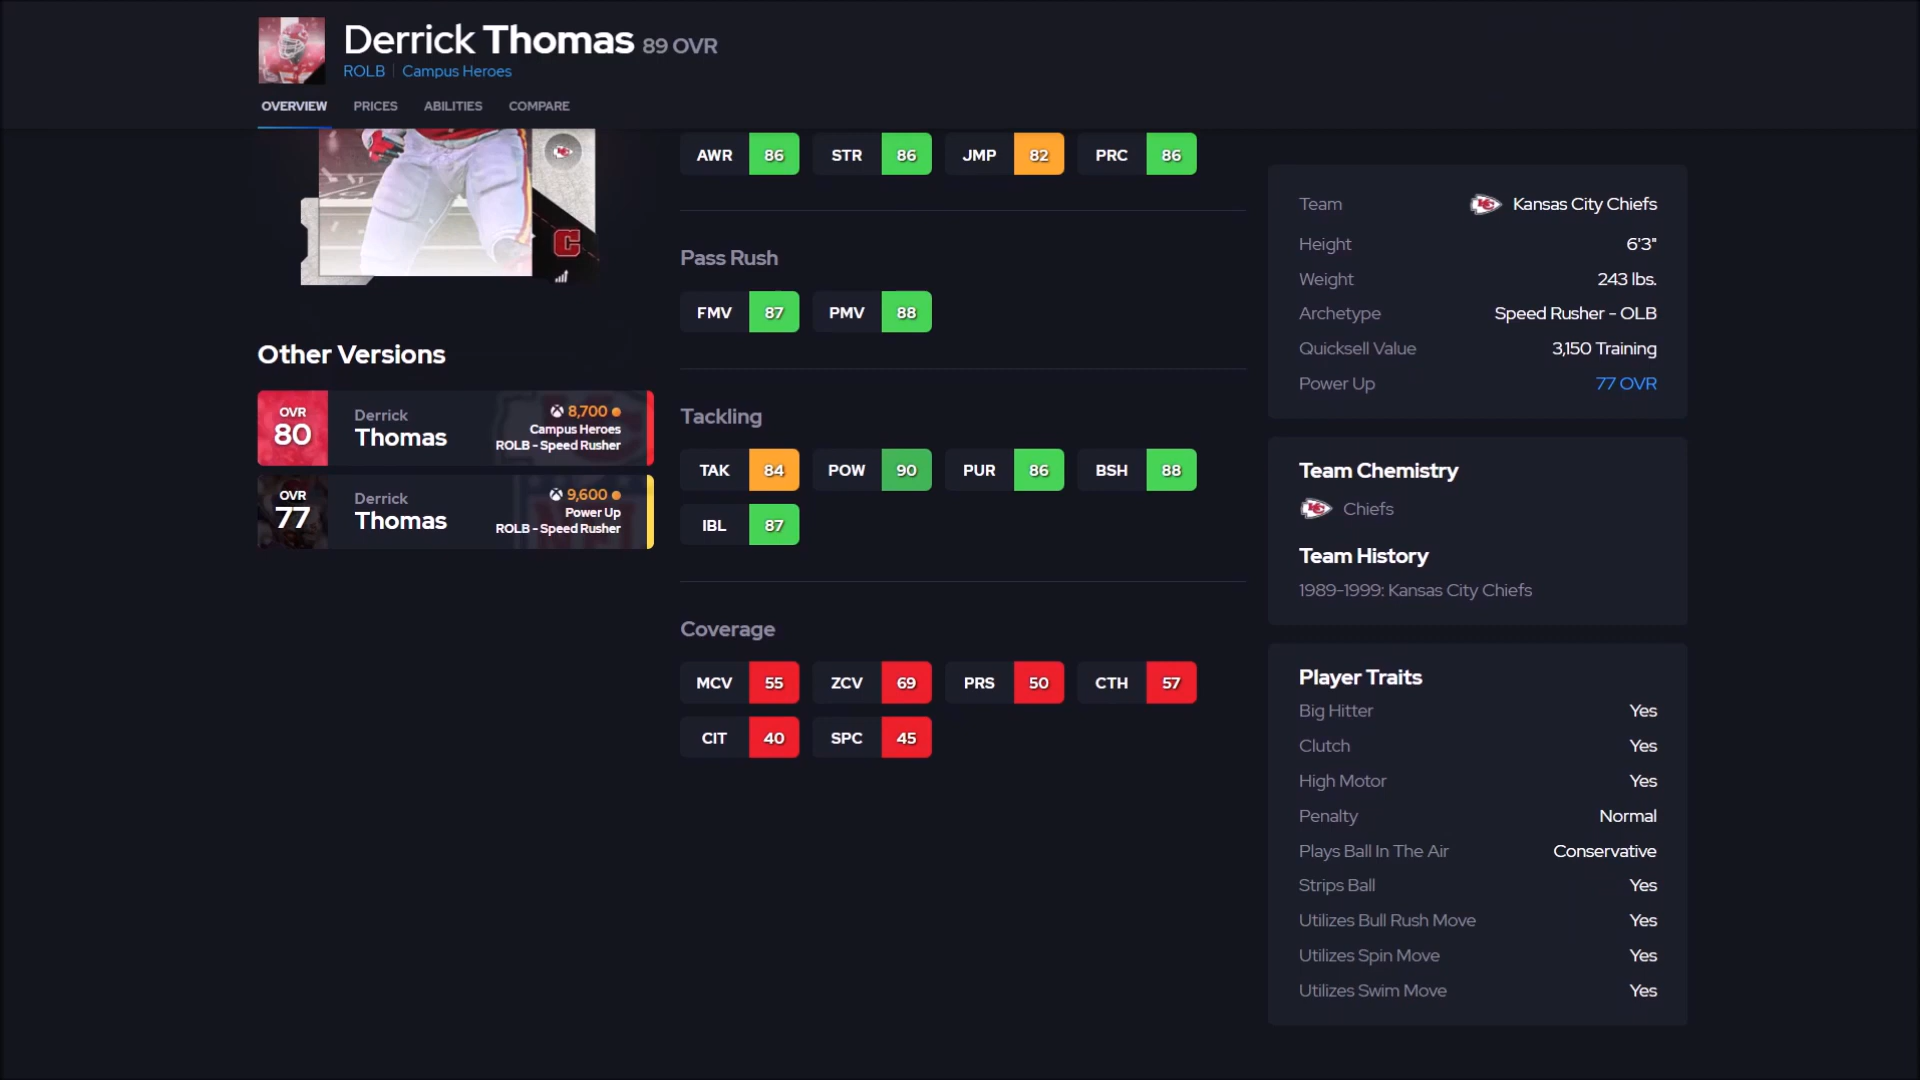 Derrick Thomas 89 OVR
ROLB | Campus Heroes
OVERVIEW PRICES ABILITIES COMPARE
AWR 86 STR 86 JMP 82 PRC 86
Pass Rush
FMV 87 PMV 88
Tackling
TAK 84 POW 90 PUR 86 BSH 88
IBL 87
Coverage
MCV 55 ZCV 69 PRS 50 CTH 57
CIT 40 SPC 45
C
Other Versions
OVR 80
Derrick
Thomas
8,700
Campus Heroes
ROLB - Speed Rusher
OVR 77
Derrick
Thomas
9,600
Power Up
ROLB - Speed Rusher
Team Kansas City Chiefs
Height 6'3"
Weight 243 lbs.
Archetype Speed Rusher - OLB
Quicksell Value 3,150 Training
Power Up 77 OVR
Team Chemistry
Chiefs
Team History
1989-1999: Kansas City Chiefs
Player Traits
Big Hitter Yes
Clutch Yes
High Motor Yes
Penalty Normal
Plays Ball In The Air Conservative
Strips Ball Yes
Utilizes Bull Rush Move Yes
Utilizes Spin Move Yes
Utilizes Swim Move Yes